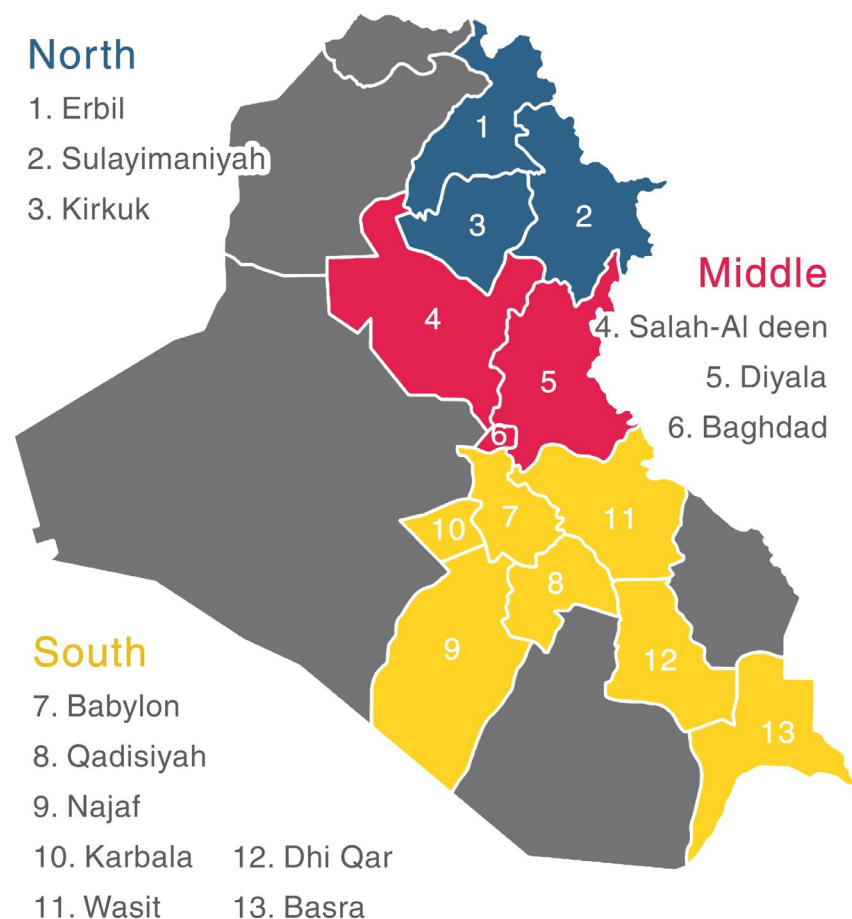 North
1. Erbil
2. Sulayimaniyah
3. Kirkuk
1
2
3
Middle
4. Salah-Al deen
5. Diyala
6. Baghdad
4
5
6
7
8
9
10
11
12
13
South
7. Babylon
8. Qadisiyah
9. Najaf
10. Karbala
11. Wasit
12. Dhi Qar
13. Basra